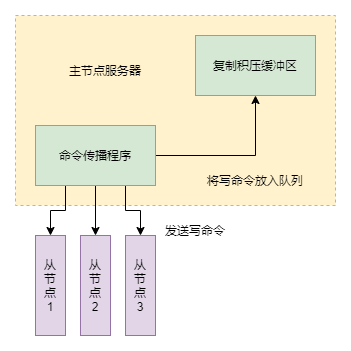 复制积压缓冲区
主节点服务器
命令传播程序
将写命令放入队列
发送写命令
从节点1
从节点2
从节点3